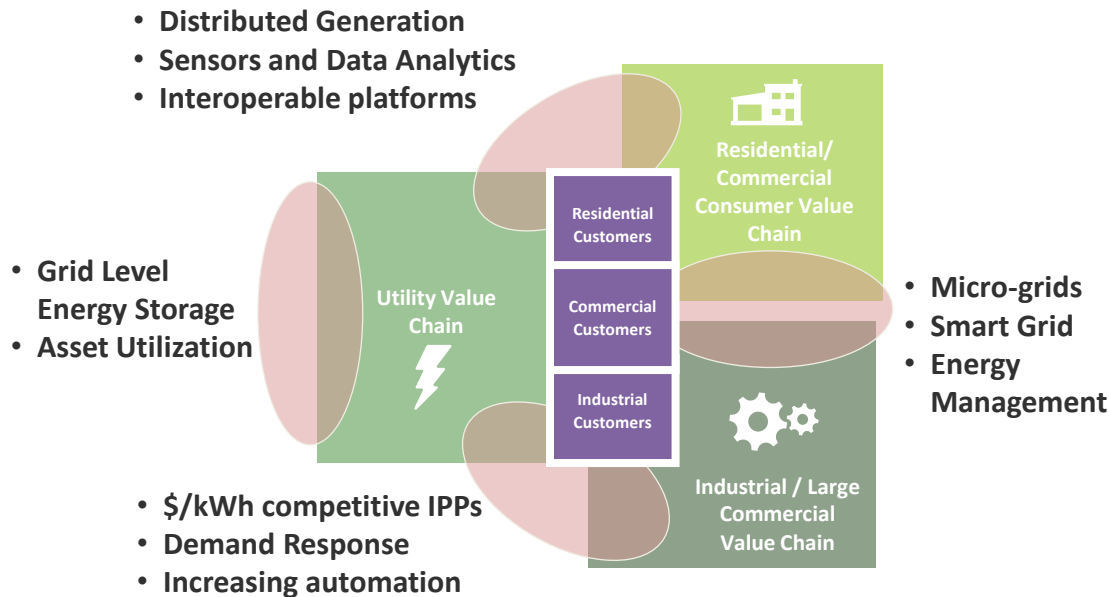 • Distributed Generation
• Sensors and Data Analytics
• Interoperable platforms
Residential/
Commercial
Consumer Value
Chain
Residential
Customers
• Grid Level
Energy Storage
• Asset Utilization
Utility Value
Chain
Commercial
Customers
• Micro-grids
• Smart Grid
• Energy
Management
Industrial
Customers
Industrial / Large
Commercial
Value Chain
• $/kWh competitive IPPs
• Demand Response
• Increasing automation